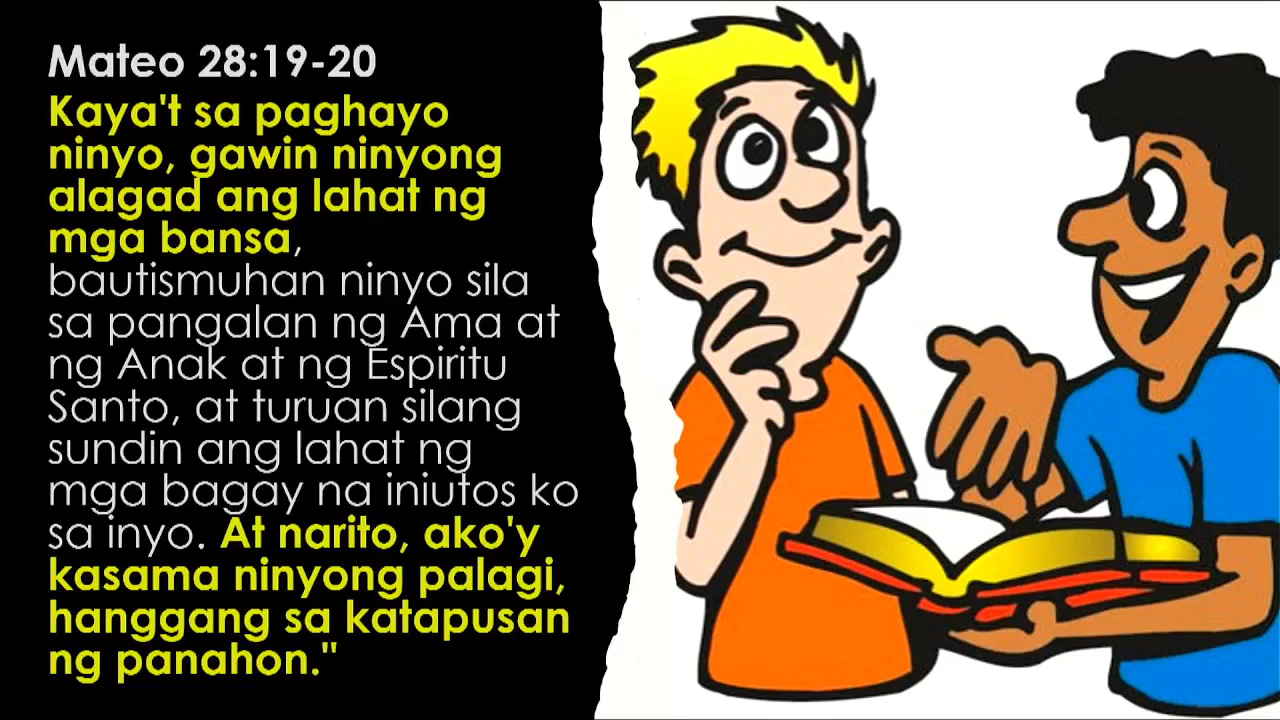 Mateo 28:19-20
Kaya't sa paghayo
ninyo, gawin ninyong
alagad ang lahat ng
mga bansa,
bautismuhan ninyo sila
sa pangalan ng Ama at
ng Anak at ng Espiritu
Santo, at turuan silang
sundin ang lahat ng
mga bagay na iniutos ko
sa inyo. At narito, ako'y
kasama ninyong palagi,
hanggang sa katapusan
ng panahon."